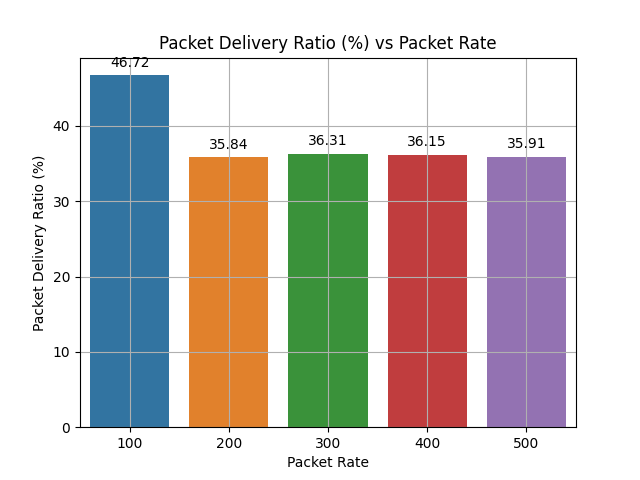 Packet Delivery Ratio (%) vs Packet Rate
46.72
35.84
36.31
36.15
35.91
Packet Delivery Ratio (%)
40
30
20
10
0
100 200 300 400 500
Packet Rate